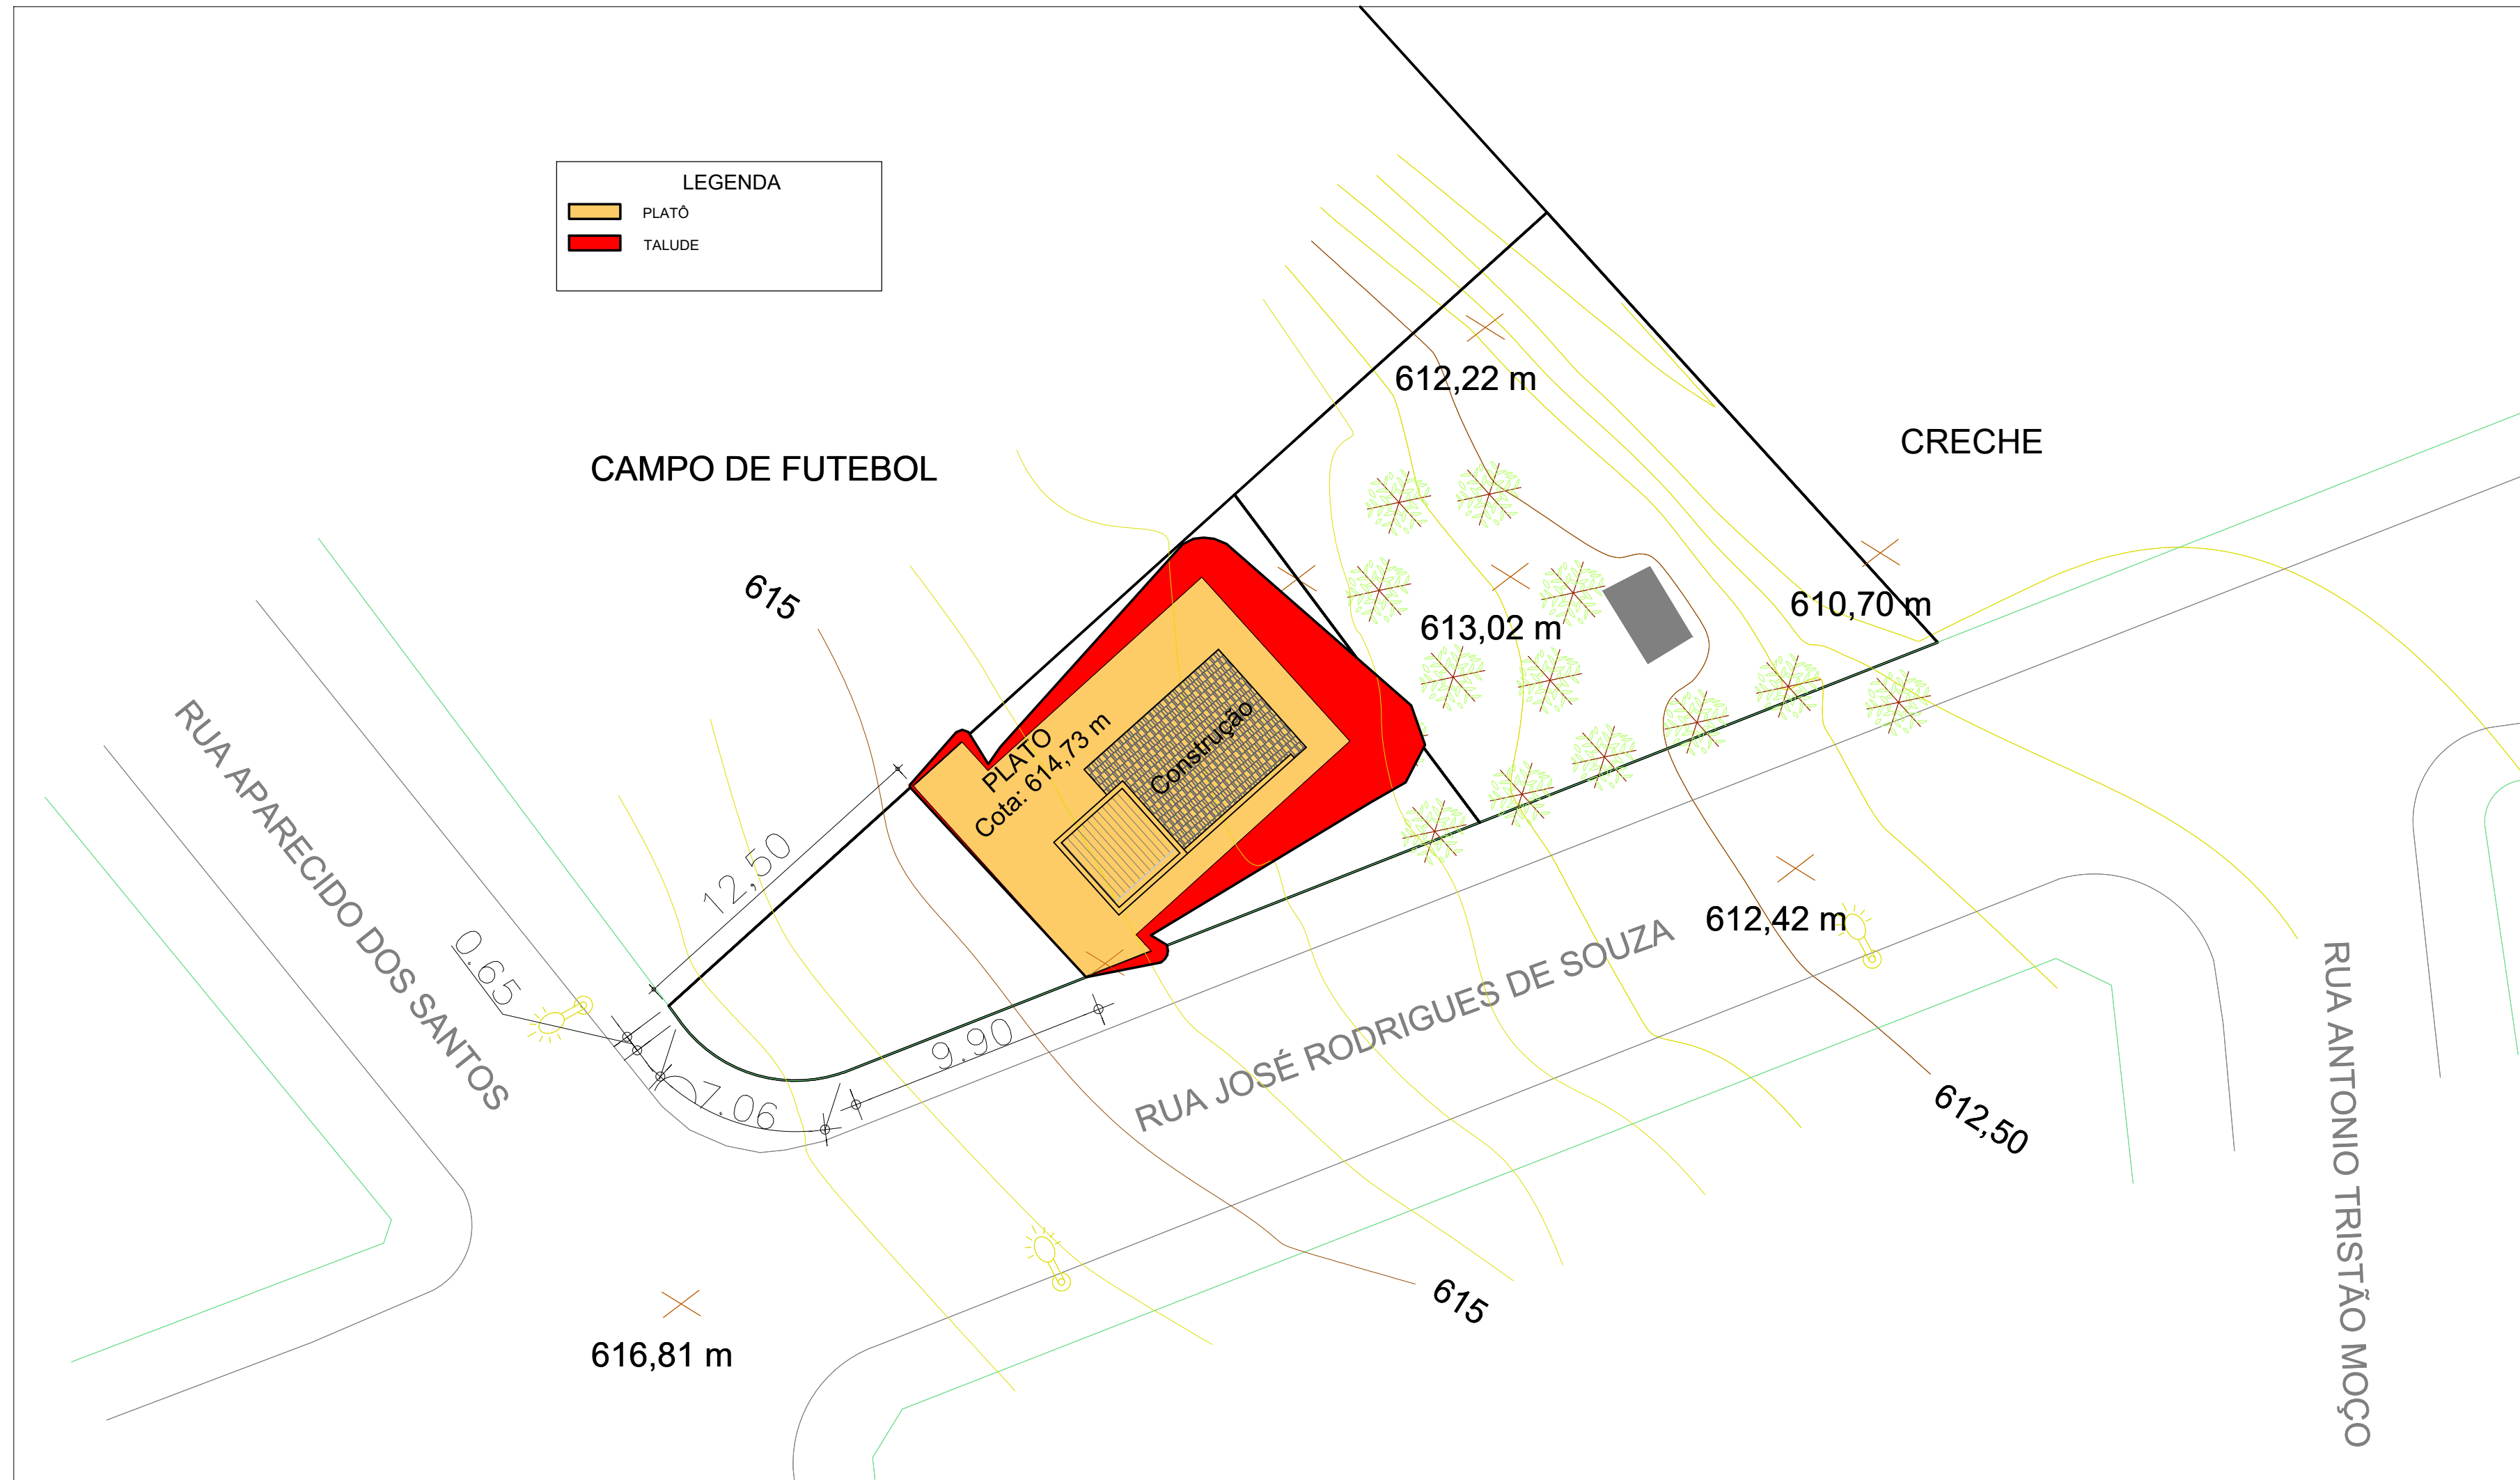 LEGENDA
PLATÔ
TALUDE
612,22 m
CRECHE
CAMPO DE FUTEBOL
615
610,70 m
613,02 m
PLATO
Cota: 614,73 m
Construção
RUA APARECIDO DOS SANTOS
12,50
612,42 m
0.65
RUA JOSÉ RODRIGUES DE SOUZA
9.90
7.06
612,50
RUA ANTONIO TRISTÃO MOÇO
615
616,81 m